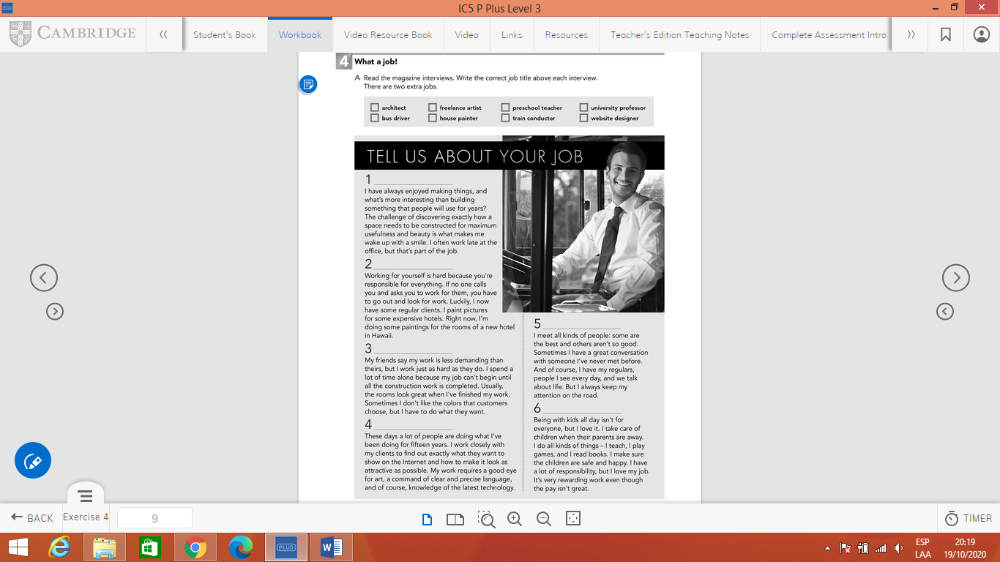 IC5 P Plus Level 3
PLUS
CAMBRIDGE
Student's Book
Workbook
Video Resource Book
Video
Links
Resources
Teacher's Edition Teaching Notes
Complete Assessment Intro
4 What a job!
A Read the magazine interviews. Write the correct job title above each interview.
There are two extra jobs.
architect freelance artist preschool teacher university professor
bus driver house painter train conductor website designer
TELL US ABOUT YOUR JOB
1
I have always enjoyed making things, and
what's more interesting than building
something that people will use for years?
The challenge of discovering exactly how a
space needs to be constructed for maximum
usefulness and beauty is what makes me
wake up with a smile. I often work late at the
office, but that's part of the job.
2
Working for yourself is hard because you're
responsible for everything. If no one calls
you and asks you to work for them, you have
to go out and look for work. Luckily, I now
have some regular clients. I paint pictures
for some expensive hotels. Right now, I'm
doing some paintings for the rooms of a new hotel
in Hawaii.
3
My friends say my work is less demanding than
theirs, but I work just as hard as they do. I spend a
lot of time alone because my job can't begin until
all the construction work is completed. Usually,
the rooms look great when I've finished my work.
Sometimes I don't like the colors that customers
choose, but I have to do what they want.
4
These days a lot of people are doing what I've
been doing for fifteen years. I work closely with
my clients to find out exactly what they want to
show on the Internet and how to make it look as
attractive as possible. My work requires a good eye
for art, a command of clear and precise language,
and of course, knowledge of the latest technology.
5
I meet all kinds of people: some are
the best and others aren't so good.
Sometimes I have a great conversation
with someone I've never met before.
And of course, I have my regulars,
people I see every day, and we talk
about life. But I always keep my
attention on the road.
6
Being with kids all day isn't for
everyone, but I love it. I take care of
children when their parents are away.
I do all kinds of things – I teach, I play
games, and I read books. I make sure
the children are safe and happy. I have
a lot of responsibility, but I love my job.
It's very rewarding work even though
the pay isn't great.
BACK
Exercise 4
9
TIMER
PLUS
ESP
LAA
20:19
19/10/2020